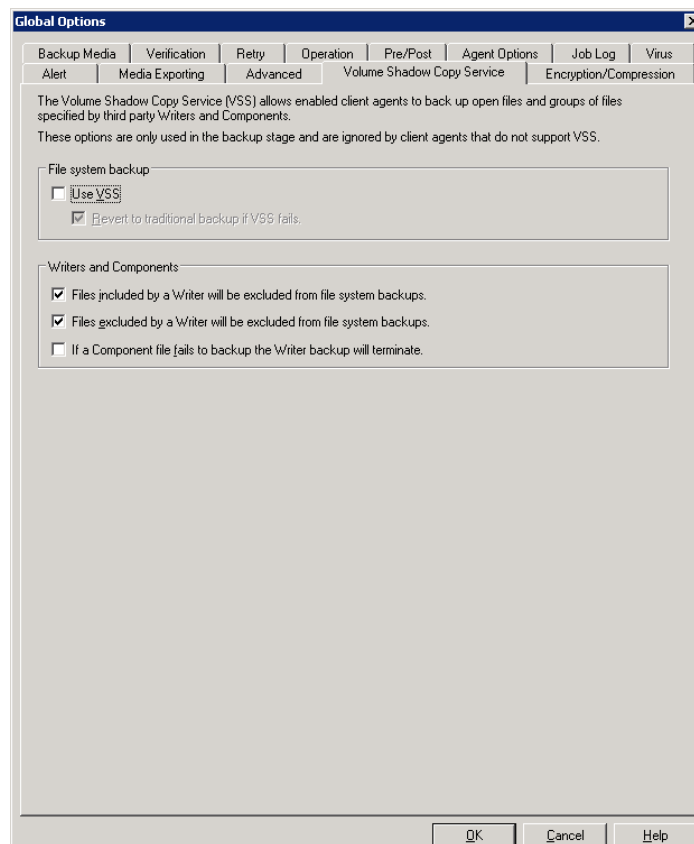 Global Options
Backup Media Verification Retry Operation Pre/Post Agent Options Job Log Virus
Alert Media Exporting Advanced Volume Shadow Copy Service Encryption/Compression
The Volume Shadow Copy Service (VSS) allows enabled client agents to back up open files and groups of files
specified by third party Writers and Components.
These options are only used in the backup stage and are ignored by client agents that do not support VSS.
File system backup
Use VSS
Revert to traditional backup if VSS fails.
Writers and Components
Files included by a Writer will be excluded from file system backups.
Files excluded by a Writer will be excluded from file system backups.
If a Component file fails to backup the Writer backup will terminate.
OK Cancel Help